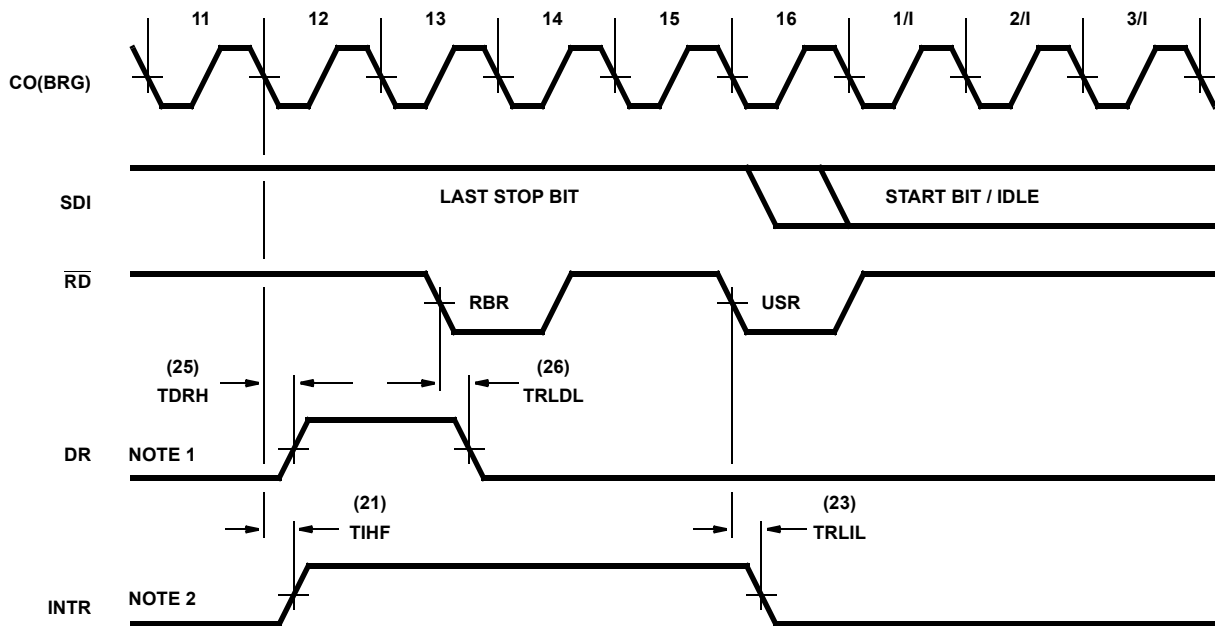 11 12 13 14 15 16 1/I 2/I 3/I
CO(BRG)
SDI
LAST STOP BIT
START BIT / IDLE
RD
RBR
USR
(25)
TDRH
(26)
TRLDL
DR
NOTE 1
(21)
TIHF
(23)
TRLIL
INTR
NOTE 2